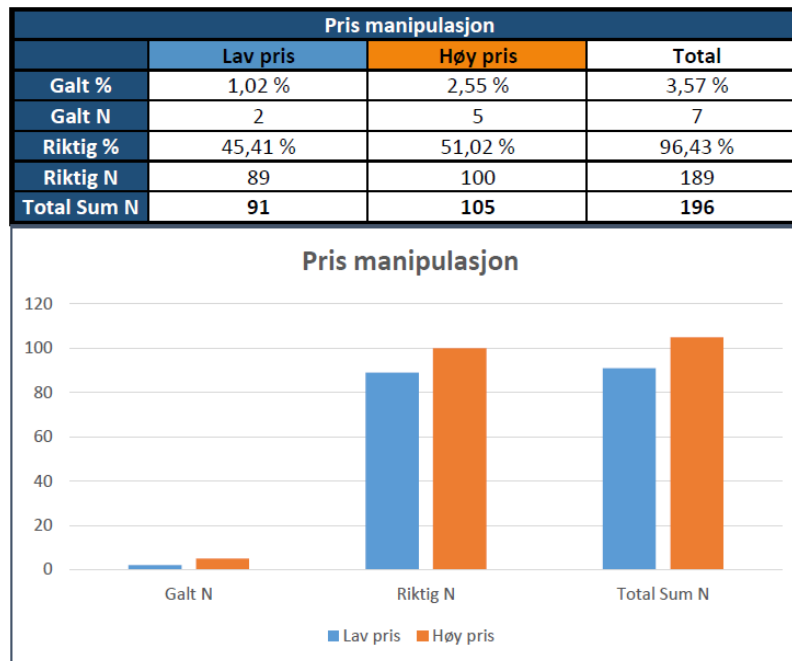 Pris manipulasjon
Lav pris Høy pris Total
Galt % 1,02 % 2,55 % 3,57 %
Galt N 2 5 7
Riktig % 45,41 % 51,02 % 96,43 %
Riktig N 89 100 189
Total Sum N 91 105 196
Pris manipulasjon
120
100
80
60
40
20
0
Galt N Riktig N Total Sum N
Lav pris Høy pris